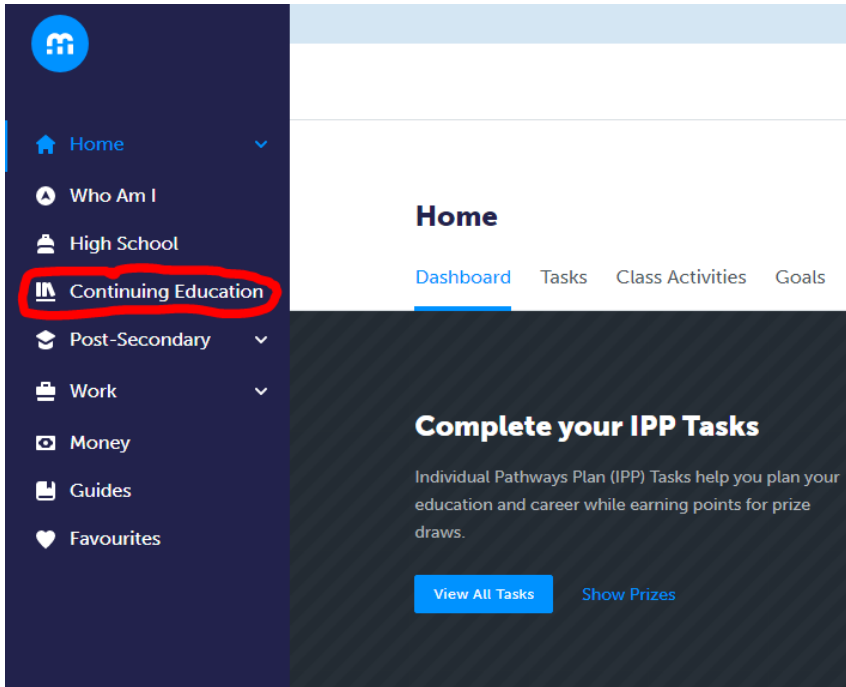 m
Home
Who Am I
High School
Continuing Education
Post-Secondary
Work
Money
Guides
Favourites
Home
Dashboard Tasks Class Activities Goals
Complete your IPP Tasks
Individual Pathways Plan (IPP) Tasks help you plan your
education and career while earning points for prize
draws.
View All Tasks Show Prizes